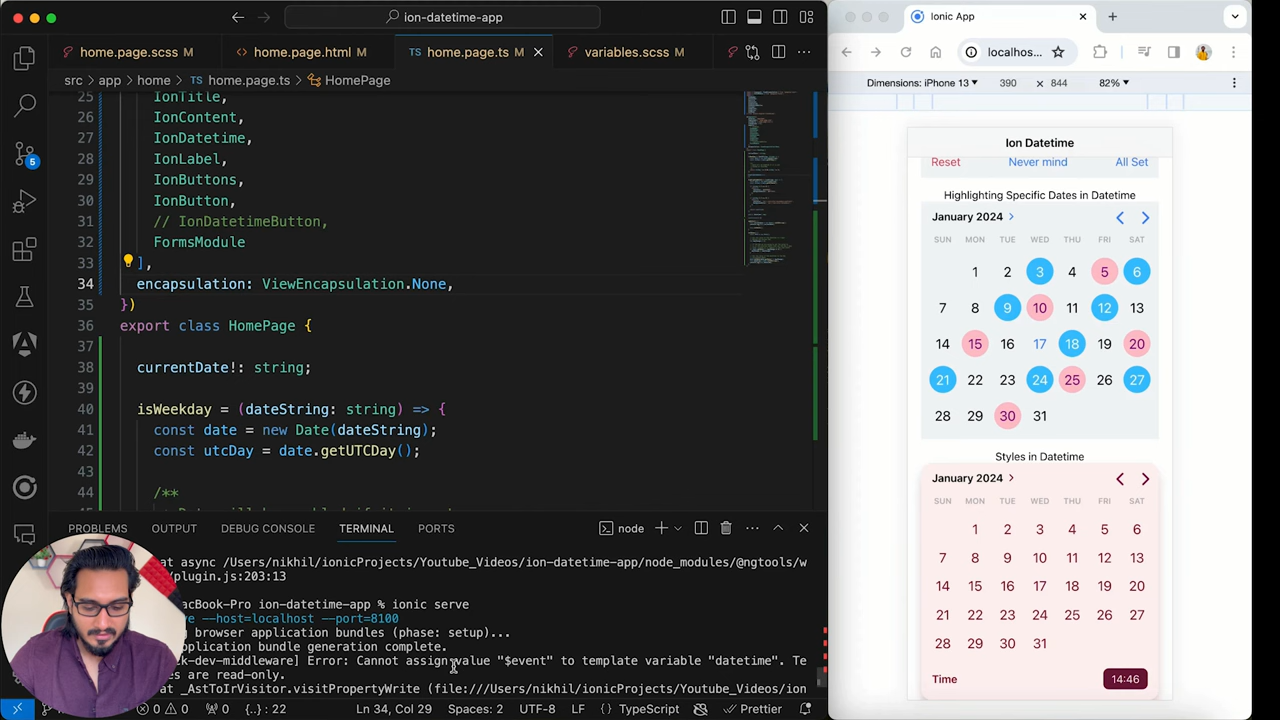 ion-datetime-app
home.page.scss M
home.page.html M
TS home.page.ts M
variables.scss M
src > app > home > TS home.page.ts > HomePage
25 IonTitle,
26 IonContent,
27 IonDatetime,
28 IonLabel,
29 IonButtons,
30 IonButton,
31 // IonDatetimeButton,
32 FormsModule
33 ],
34 encapsulation: ViewEncapsulation.None,
35 })
36 export class HomePage {
37
38 currentDate!: string;
39
40 isWeekday = (dateString: string) => {
41 const date = new Date(dateString);
42 const utcDay = date.getUTCDay();
43
44 /**
5
PROBLEMS OUTPUT DEBUG CONSOLE TERMINAL PORTS
node
at async /Users/nikhil/ionicProjects/Youtube_Videos/ion-datetime-app/node_modules/@ngtools/w
/plugin.js:203:13
acBook-Pro ion-datetime-app % ionic serve
ve --host=localhost --port=8100
browser application bundles (phase: setup)...
pplication bundle generation complete.
k-dev-middleware] Error: Cannot assign value "$event" to template variable "datetime". Te
es are read-only.
at _AstToIrVisitor.visitPropertyWrite (file:///Users/nikhil/ionicProjects/Youtube_Videos/ion
0 0 {..}: 22 Ln 34, Col 29 Spaces: 2 UTF-8 LF TypeScript Prettier
Ionic App
localhos...
Dimensions: iPhone 13 390 × 844 82%
Ion Datetime
Reset Never mind All Set
Highlighting Specific Dates in Datetime
January 2024
SUN MON TUE WED THU FRI SAT
1 2 3 4 5 6
7 8 9 10 11 12 13
14 15 16 17 18 19 20
21 22 23 24 25 26 27
28 29 30 31
Styles in Datetime
January 2024
SUN MON TUE WED THU FRI SAT
1 2 3 4 5 6
7 8 9 10 11 12 13
14 15 16 17 18 19 20
21 22 23 24 25 26 27
28 29 30 31
Time 14:46